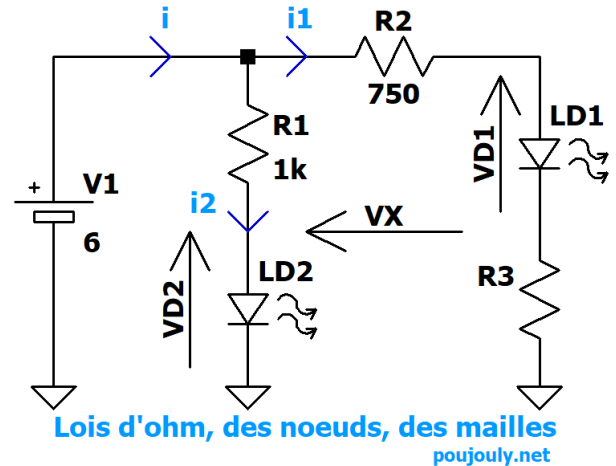 i
i1
R2
750
LD1
VD1
R1
1k
V1
+
6
i2
VX
LD2
VD2
R3
Lois d'ohm, des noeuds, des mailles
poujouly.net